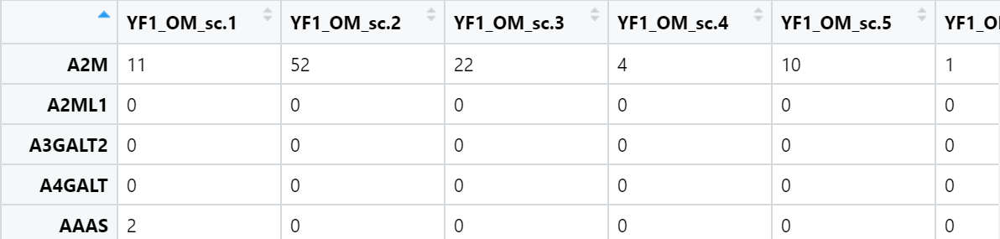 YF1_OM_sc.1 YF1_OM_sc.2 YF1_OM_sc.3 YF1_OM_sc.4 YF1_OM_sc.5
A2M 11 52 22 4 10 1
A2ML1 0 0 0 0 0 0
A3GALT2 0 0 0 0 0 0
A4GALT 0 0 0 0 0 0
AAAS 2 0 0 0 0 0